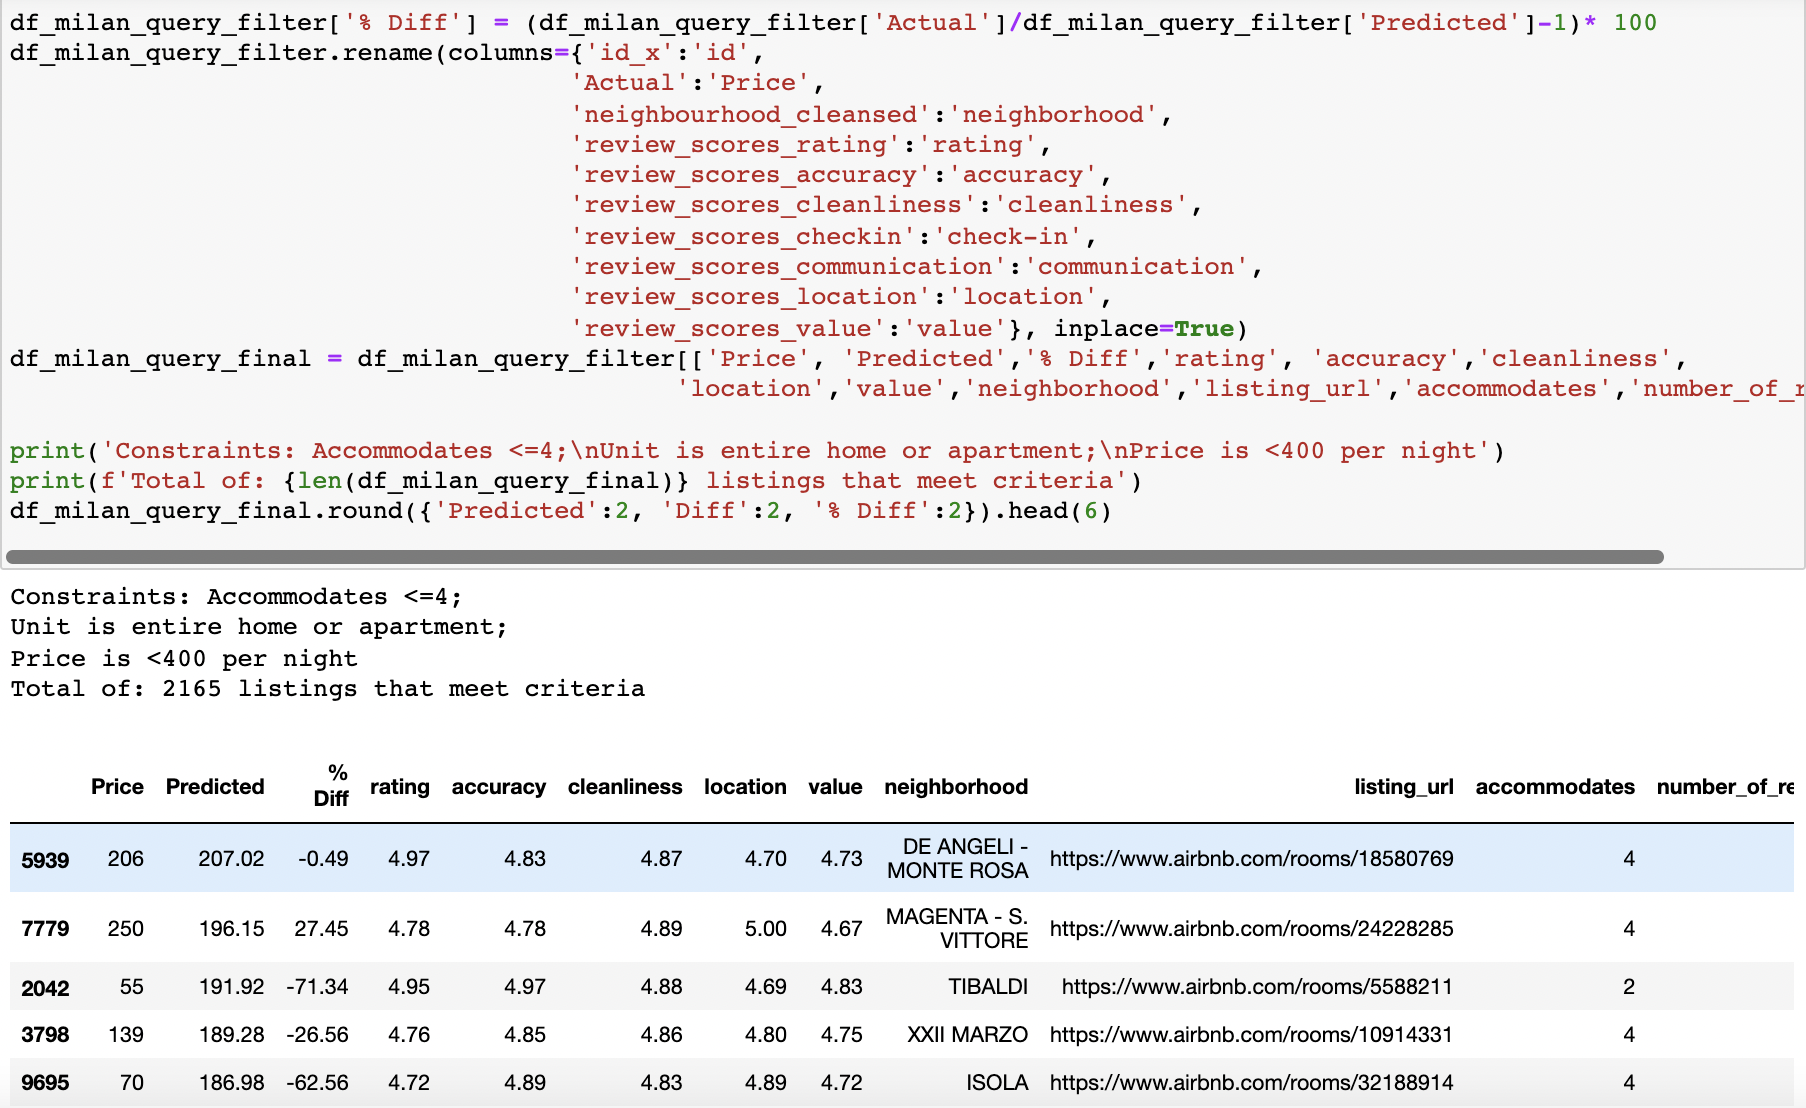 df_milan_query_filter['% Diff'] = (df_milan_query_filter['Actual']/df_milan_query_filter['Predicted']-1)* 100
df_milan_query_filter.rename(columns={'id_x':'id',
'Actual':'Price',
'neighbourhood_cleansed':'neighborhood',
'review_scores_rating':'rating',
'review_scores_accuracy':'accuracy',
'review_scores_cleanliness':'cleanliness',
'review_scores_checkin':'check-in',
'review_scores_communication':'communication',
'review_scores_location':'location',
'review_scores_value':'value'}, inplace=True)
df_milan_query_final = df_milan_query_filter[['Price', 'Predicted','% Diff','rating', 'accuracy','cleanliness',
'location','value','neighborhood','listing_url','accommodates','number_of_r
print('Constraints: Accommodates <=4;\nUnit is entire home or apartment;\nPrice is <400 per night')
print(f'Total of: {len(df_milan_query_final)} listings that meet criteria')
df_milan_query_final.round({'Predicted':2, 'Diff':2, '% Diff':2}).head(6)
Constraints: Accommodates <=4;
Unit is entire home or apartment;
Price is <400 per night
Total of: 2165 listings that meet criteria
Price Predicted % Diff rating accuracy cleanliness location value neighborhood listing_url accommodates number_of_re
5939 206 207.02 -0.49 4.97 4.83 4.87 4.70 4.73 DE ANGELI - MONTE ROSA https://www.airbnb.com/rooms/18580769 4
7779 250 196.15 27.45 4.78 4.78 4.89 5.00 4.67 MAGENTA - S. VITTORE https://www.airbnb.com/rooms/24228285 4
2042 55 191.92 -71.34 4.95 4.97 4.88 4.69 4.83 TIBALDI https://www.airbnb.com/rooms/5588211 2
3798 139 189.28 -26.56 4.76 4.85 4.86 4.80 4.75 XXII MARZO https://www.airbnb.com/rooms/10914331 4
9695 70 186.98 -62.56 4.72 4.89 4.83 4.89 4.72 ISOLA https://www.airbnb.com/rooms/32188914 4